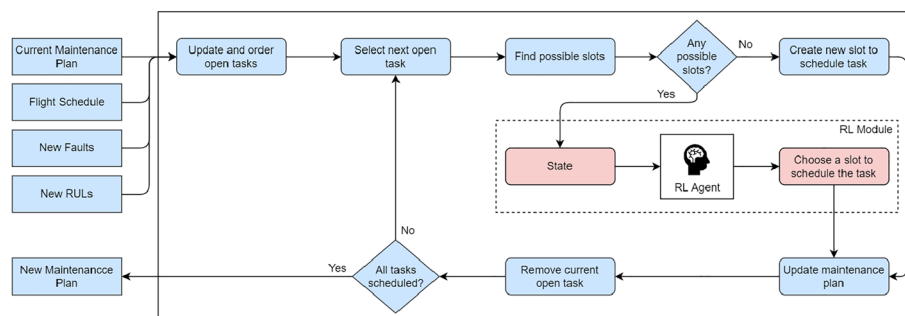 Current Maintenance
Plan
Flight Schedule
New Faults
New RULs
Update and order
open tasks
Select next open
task
Find possible slots
Any
possible
slots?
No
Create new slot to
schedule task
Yes
RL Module
State
RL Agent
Choose a slot to
schedule the task
No
New Maintenancce
Plan
Yes
All tasks
scheduled?
Remove current
open task
Update maintenance
plan